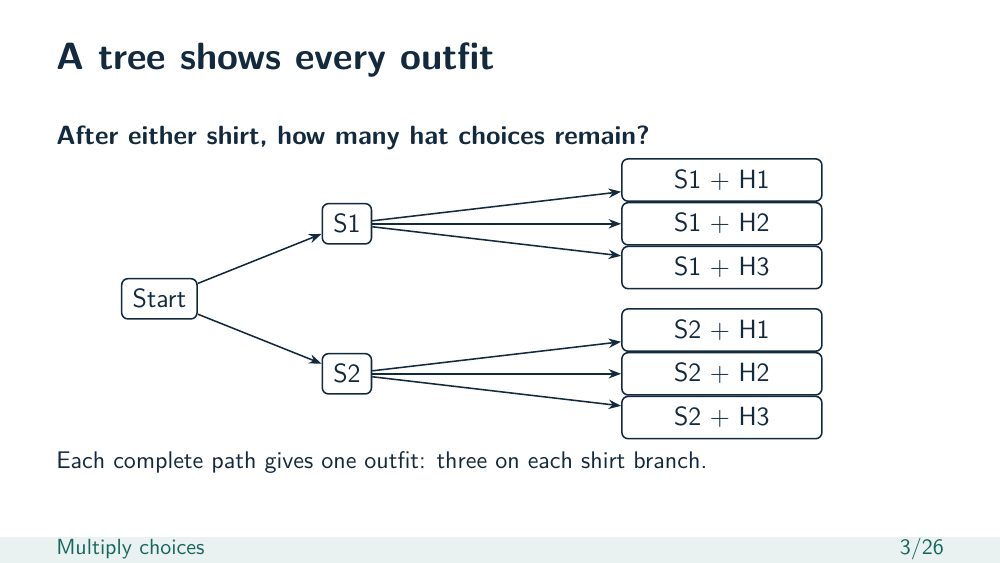 A tree shows every outfit
After either shirt, how many hat choices remain?
S1 + H1
S1
S1 + H2
S1 + H3
Start
S2 + H1
S2
S2 + H2
S2 + H3
Each complete path gives one outfit: three on each shirt branch.
Multiply choices
3/26